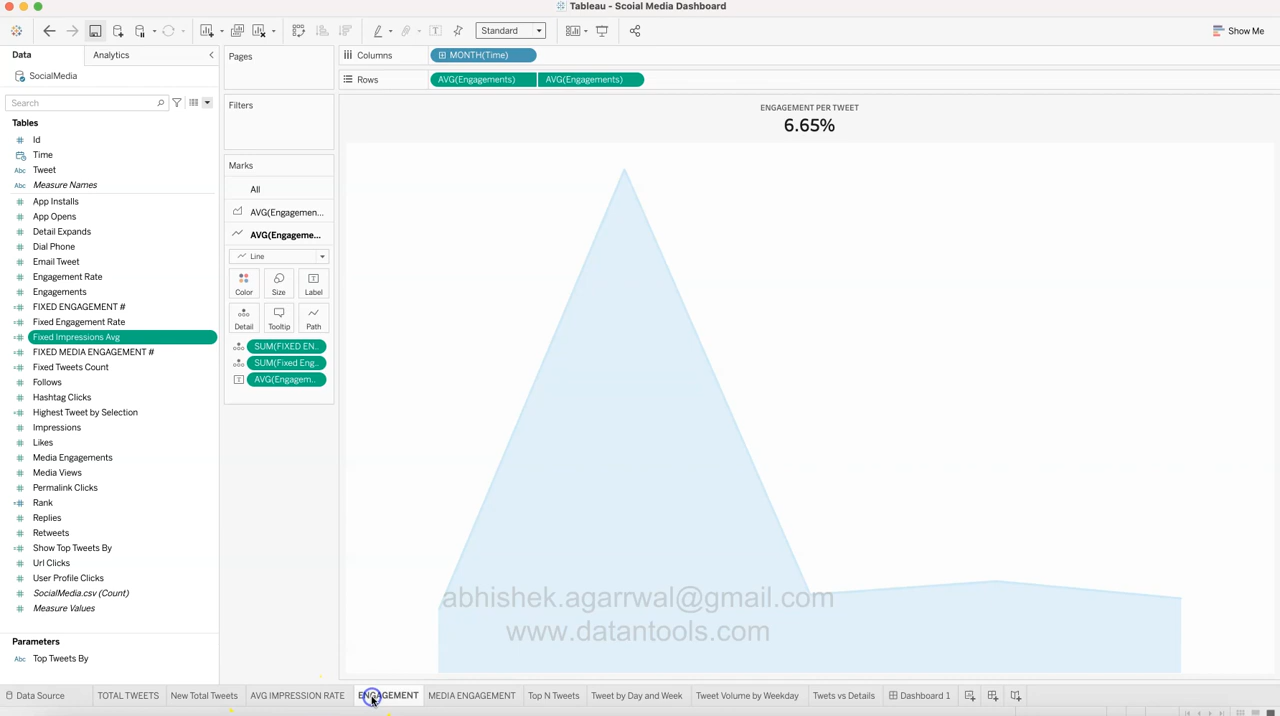 Tableau - Scoial Media Dashboard
Standard
Show Me
Data
Analytics
SocialMedia
Search
Tables
Id
Time
Abc Tweet
Abc Measure Names
App Installs
App Opens
Detail Expands
Dial Phone
Email Tweet
Engagement Rate
Engagements
FIXED ENGAGEMENT #
Fixed Engagement Rate
Fixed Impressions Avg
FIXED MEDIA ENGAGEMENT #
Fixed Tweets Count
Follows
Hashtag Clicks
Highest Tweet by Selection
Impressions
Likes
Media Engagements
Media Views
Permalink Clicks
Rank
Replies
Retweets
Show Top Tweets By
Url Clicks
User Profile Clicks
SocialMedia.csv (Count)
Measure Values
Parameters
Abc Top Tweets By
Pages
Filters
Marks
All
AVG(Engagemen...
AVG(Engageme...
Line
Color
Size
Label
Detail
Tooltip
Path
SUM(FIXED EN..
SUM(Fixed Eng..
AVG(Engagem..
Columns
MONTH(Time)
Rows
AVG(Engagements)
AVG(Engagements)
ENGAGEMENT PER TWEET
6.65%
abhishek.agarrwal@gmail.com
www.datantools.com
Data Source
TOTAL TWEETS
New Total Tweets
AVG IMPRESSION RATE
ENGAGEMENT
MEDIA ENGAGEMENT
Top N Tweets
Tweet by Day and Week
Tweet Volume by Weekday
Twets vs Details
Dashboard 1